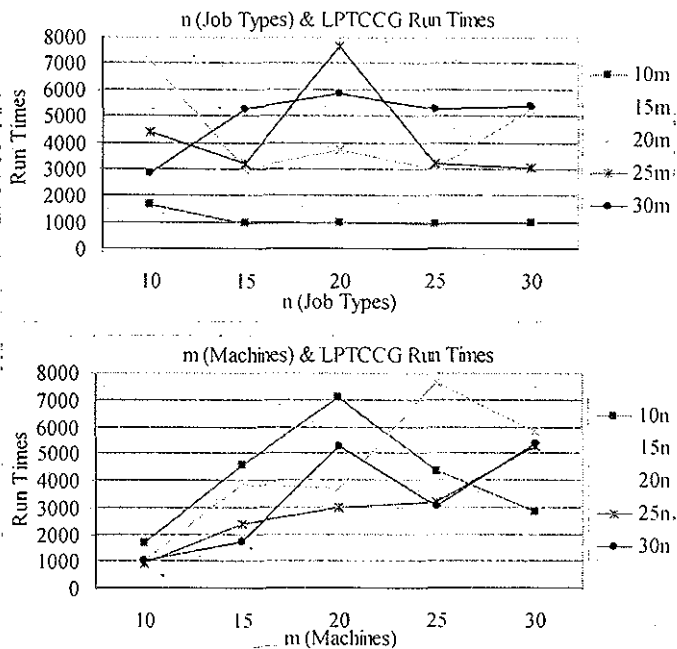 n (Job Types) & LPTCCG Run Times
8000
7000
6000
5000
4000
3000
2000
1000
0
Run Times
10 15 20 25 30
n (Job Types)
10m
15m
20m
25m
30m
m (Machines) & LPTCCG Run Times
8000
7000
6000
5000
4000
3000
2000
1000
0
Run Times
10 15 20 25 30
m (Machines)
10n
15n
20n
25n
30n